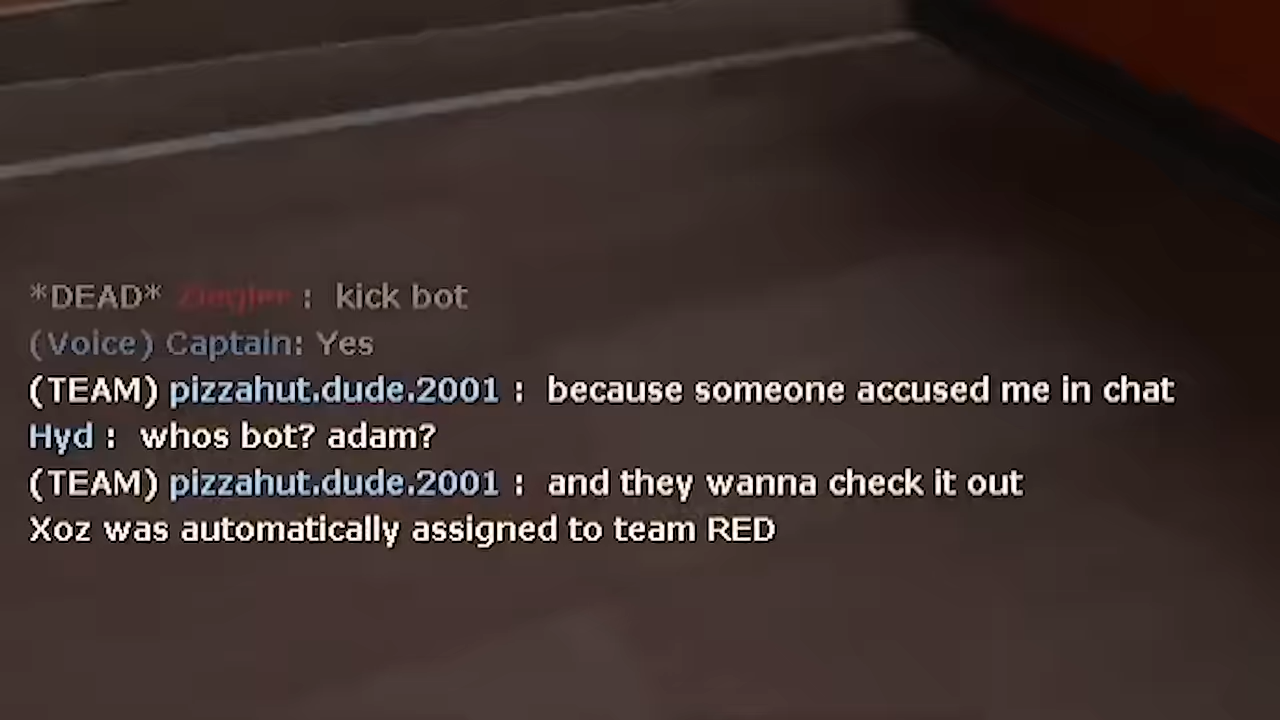 *DEAD* Ziegler :  kick bot
(Voice) Captain: Yes
(TEAM) pizzahut.dude.2001 :  because someone accused me in chat
Hyd :  whos bot? adam?
(TEAM) pizzahut.dude.2001 :  and they wanna check it out
Xoz was automatically assigned to team RED